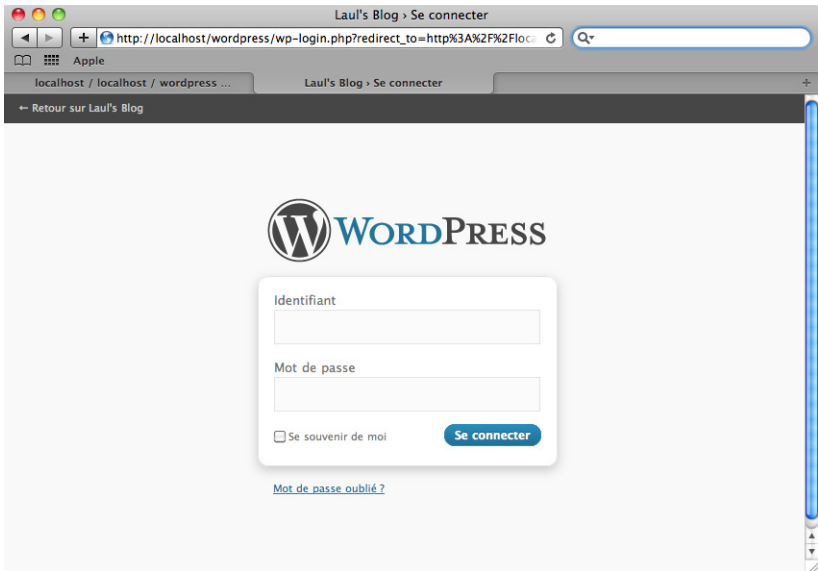 Laul's Blog › Se connecter
http://localhost/wordpress/wp-login.php?redirect_to=http%3A%2F%2Floca
Apple
localhost / localhost / wordpress ...
Laul's Blog › Se connecter
← Retour sur Laul's Blog
WORDPRESS
Identifiant
Mot de passe
Se souvenir de moi
Se connecter
Mot de passe oublié ?